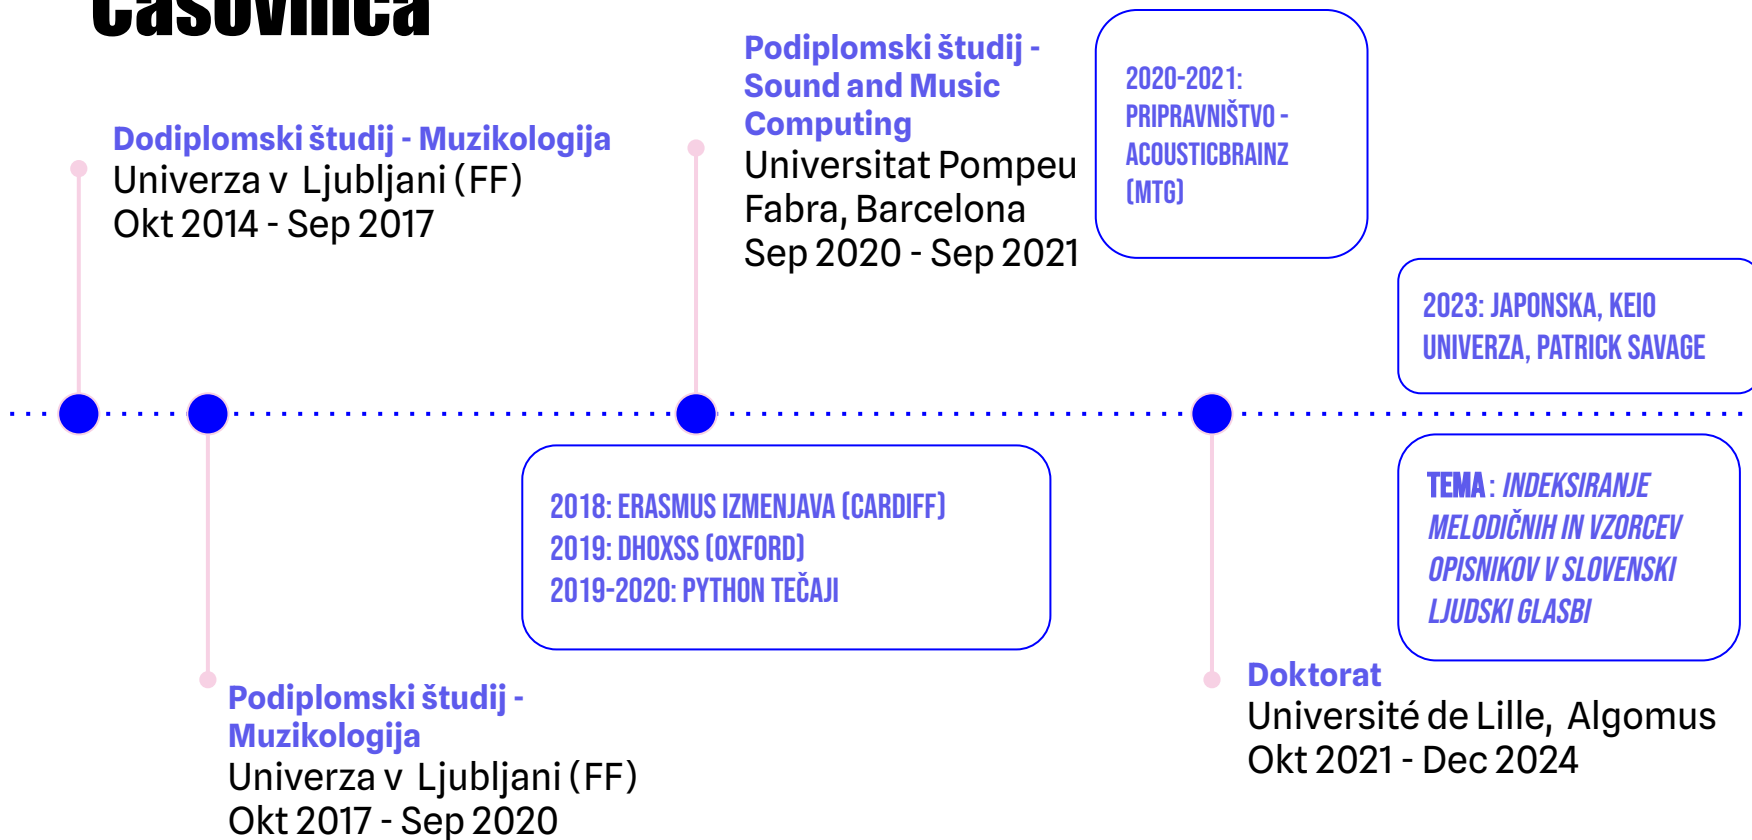 Časovnica
Dodiplomski študij - Muzikologija
Univerza v Ljubljani (FF)
Okt 2014 - Sep 2017
Podiplomski študij -
Sound and Music
Computing
Universitat Pompeu
Fabra, Barcelona
Sep 2020 - Sep 2021
2020-2021:
PRIPRAVNIŠTVO -
ACOUSTICBRAINZ
(MTG)
2023: JAPONSKA, KEIO
UNIVERZA, PATRICK SAVAGE
2018: ERASMUS IZMENJAVA (CARDIFF)
2019: DHOXSS (OXFORD)
2019-2020: PYTHON TEČAJI
TEMA: INDEKSIRANJE
MELODIČNIH IN VZORCEV
OPISNIKOV V SLOVENSKI
LJUDSKI GLASBI
Podiplomski študij -
Muzikologija
Univerza v Ljubljani (FF)
Okt 2017 - Sep 2020
Doktorat
Université de Lille, Algomus
Okt 2021 - Dec 2024